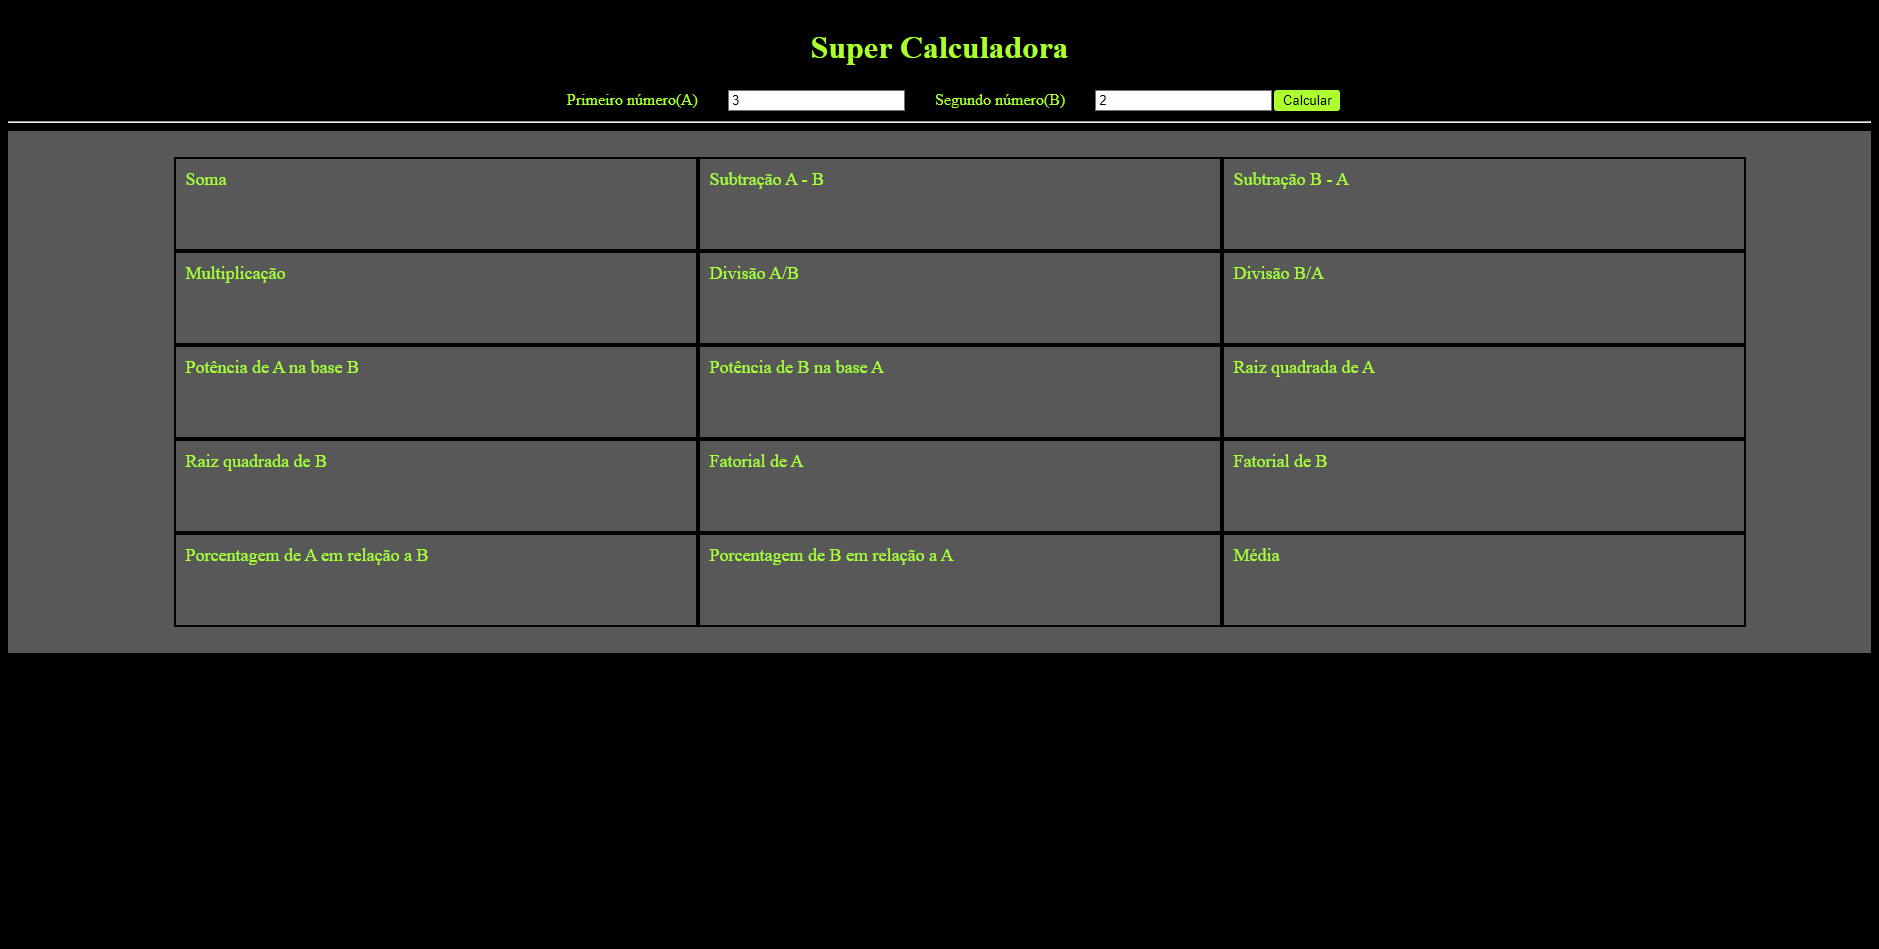 Super Calculadora
Primeiro número(A) 3 Segundo número(B) 2 Calcular
Soma Subtração A - B Subtração B - A
Multiplicação Divisão A/B Divisão B/A
Potência de A na base B Potência de B na base A Raiz quadrada de A
Raiz quadrada de B Fatorial de A Fatorial de B
Porcentagem de A em relação a B Porcentagem de B em relação a A Média